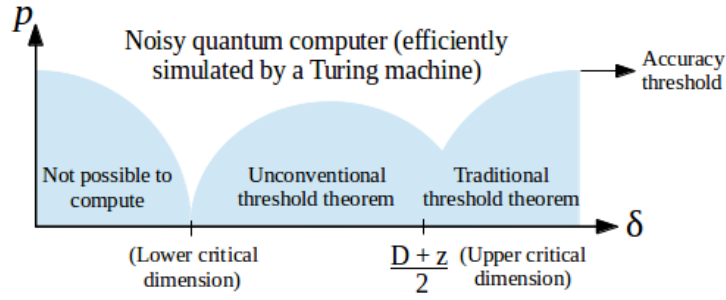 p
Noisy quantum computer (efficiently
simulated by a Turing machine)
Accuracy
threshold
Not possible to
compute
Unconventional
threshold theorem
Traditional
threshold theorem
δ
(Lower critical
dimension)
D + z
2
(Upper critical
dimension)